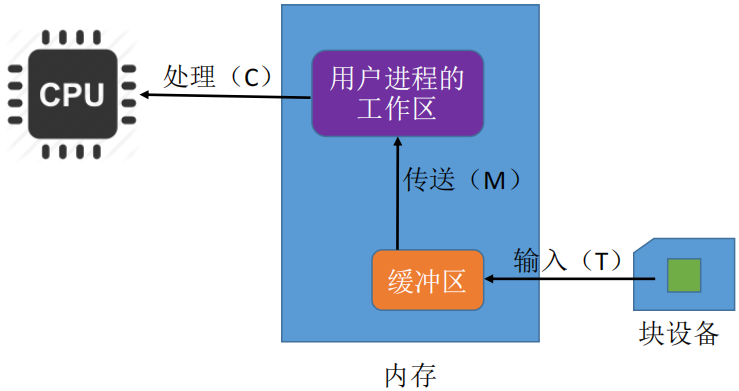 CPU
处理（C）
用户进程的
工作区
传送（M）
缓冲区
输入（T）
块设备
内存